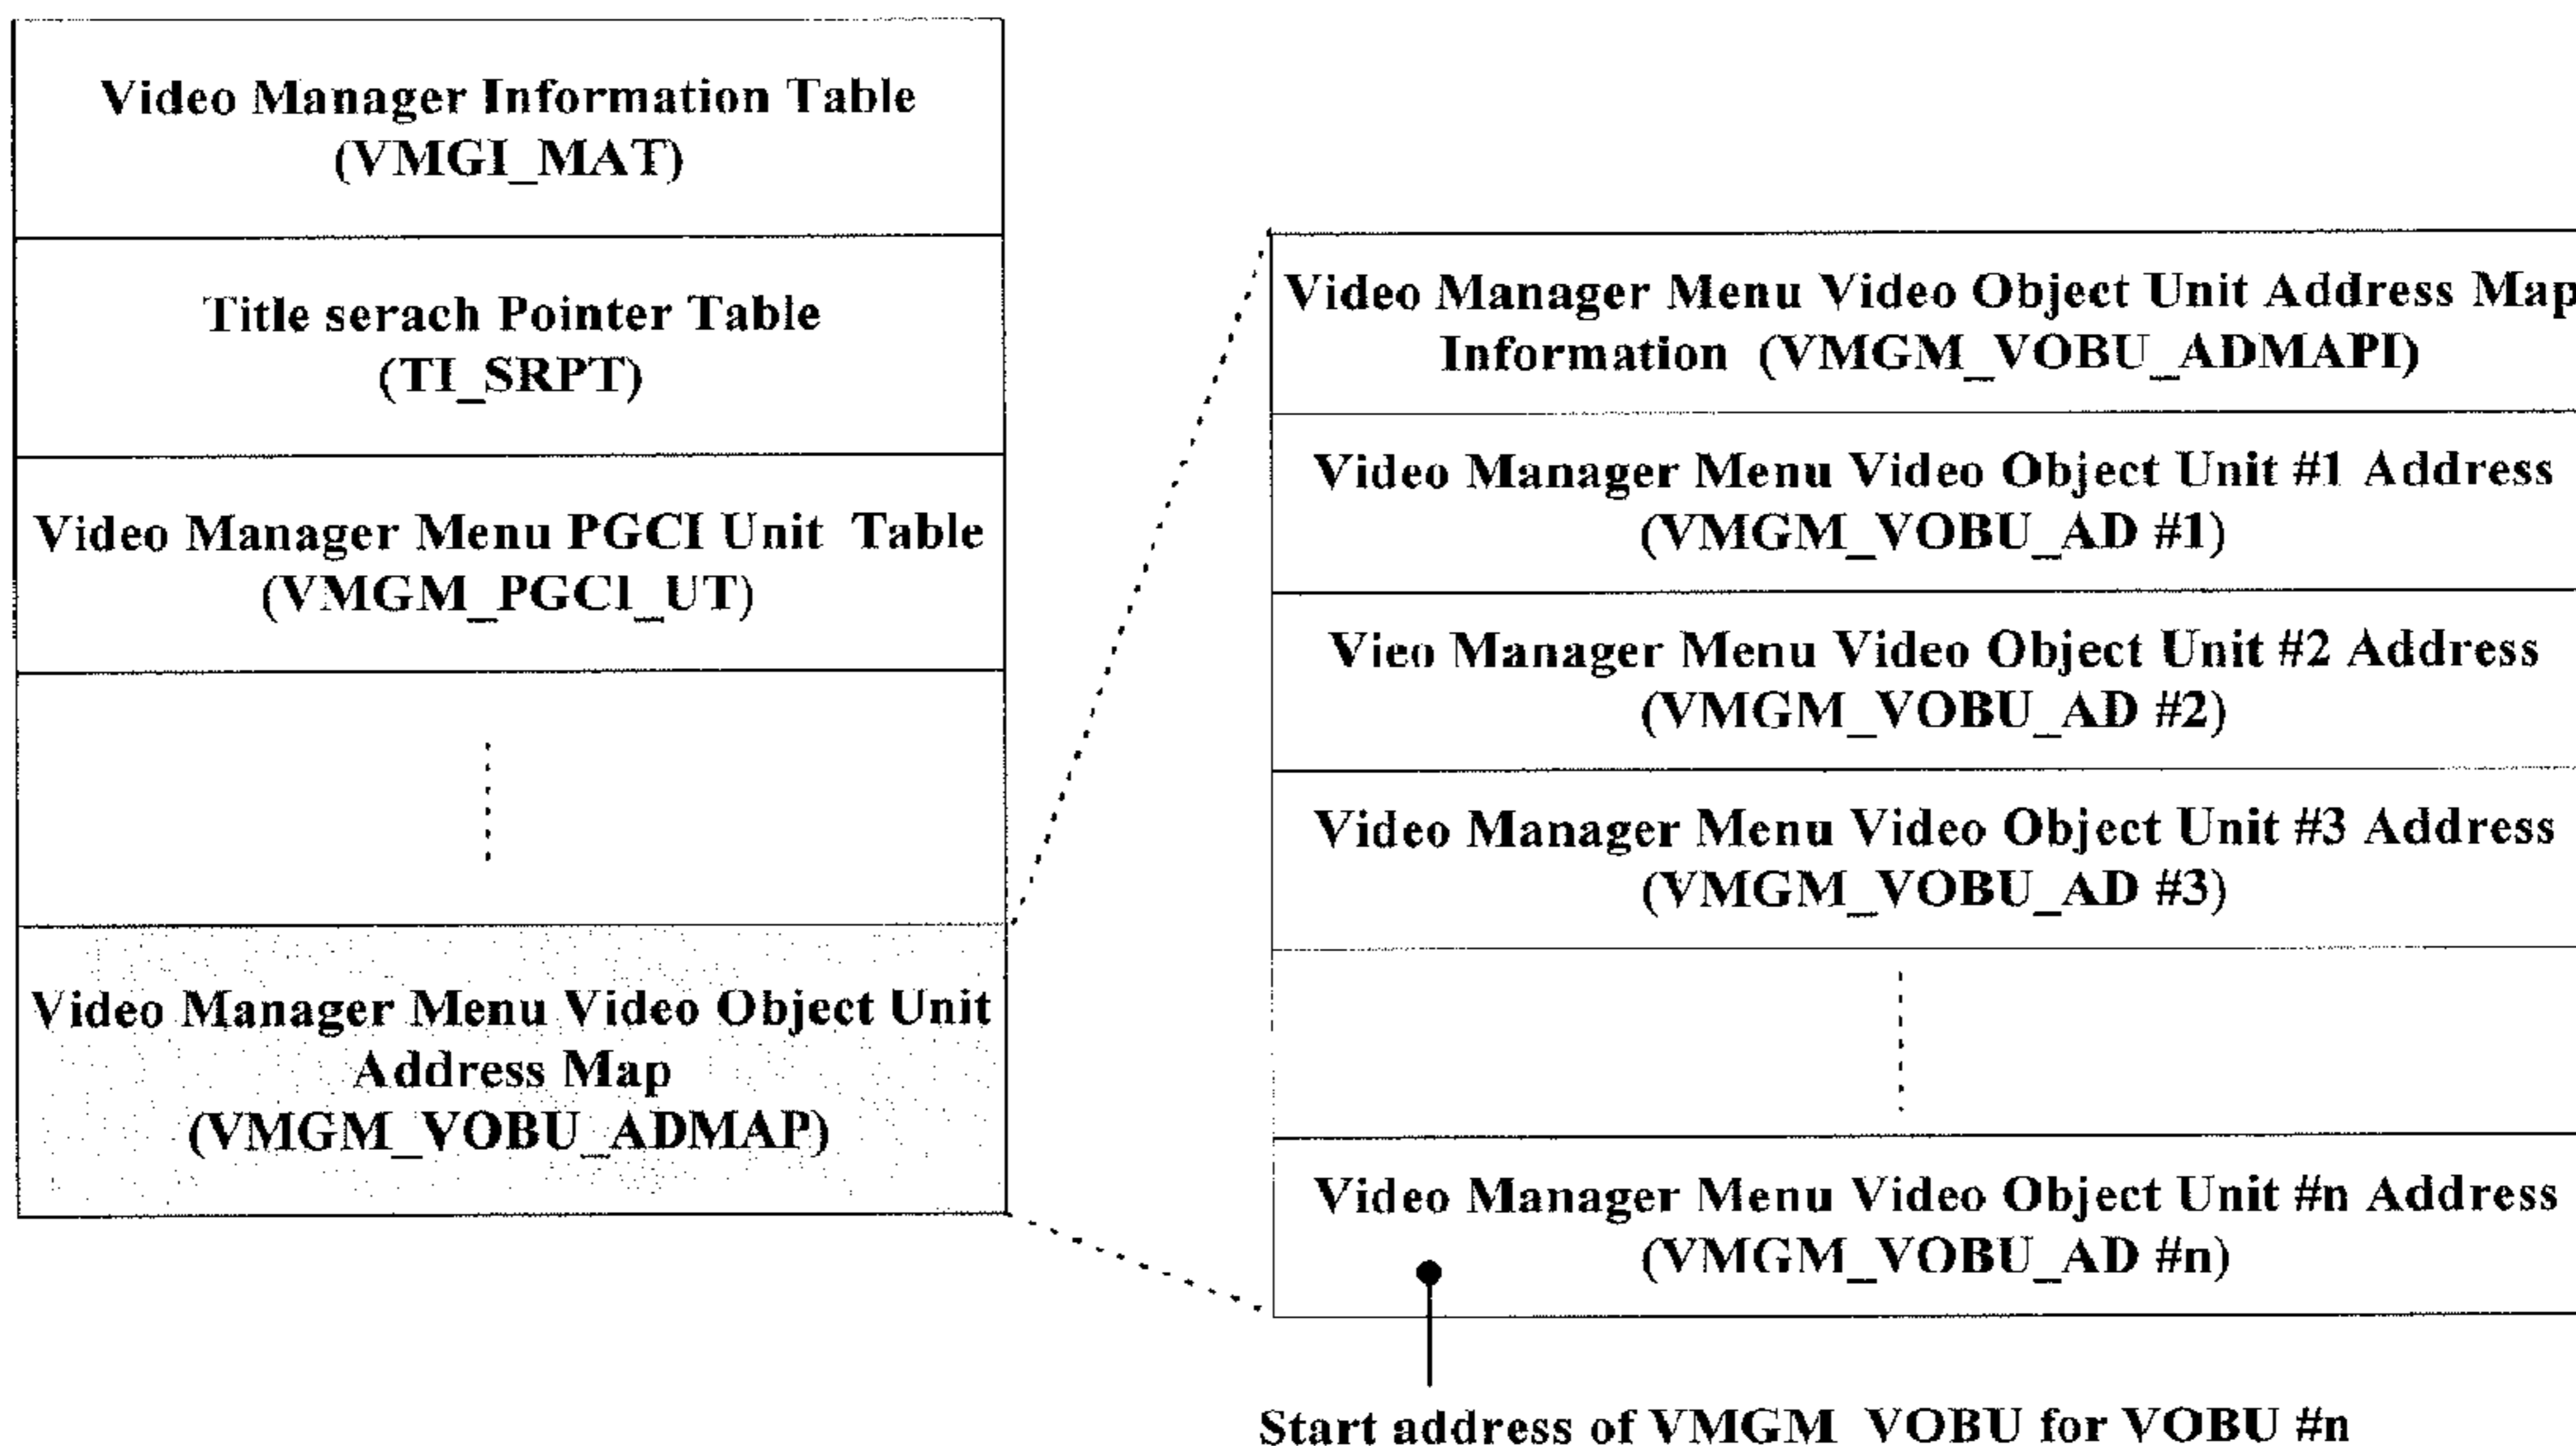 Video Manager Information Table
(VMGI_MAT)
Title serach Pointer Table
(TI_SRPT)
Video Manager Menu PGCI Unit Table
(VMGM_PGCI_UT)
Video Manager Menu Video Object Unit
Address Map
(VMGM_VOBU_ADMAP)
Video Manager Menu Video Object Unit Address Map
Information (VMGM_VOBU_ADMAPI)
Video Manager Menu Video Object Unit #1 Address
(VMGM_VOBU_AD #1)
Vieo Manager Menu Video Object Unit #2 Address
(VMGM_VOBU_AD #2)
Video Manager Menu Video Object Unit #3 Address
(VMGM_VOBU_AD #3)
Video Manager Menu Video Object Unit #n Address
(VMGM_VOBU_AD #n)
Start address of VMGM_VOBU for VOBU #n